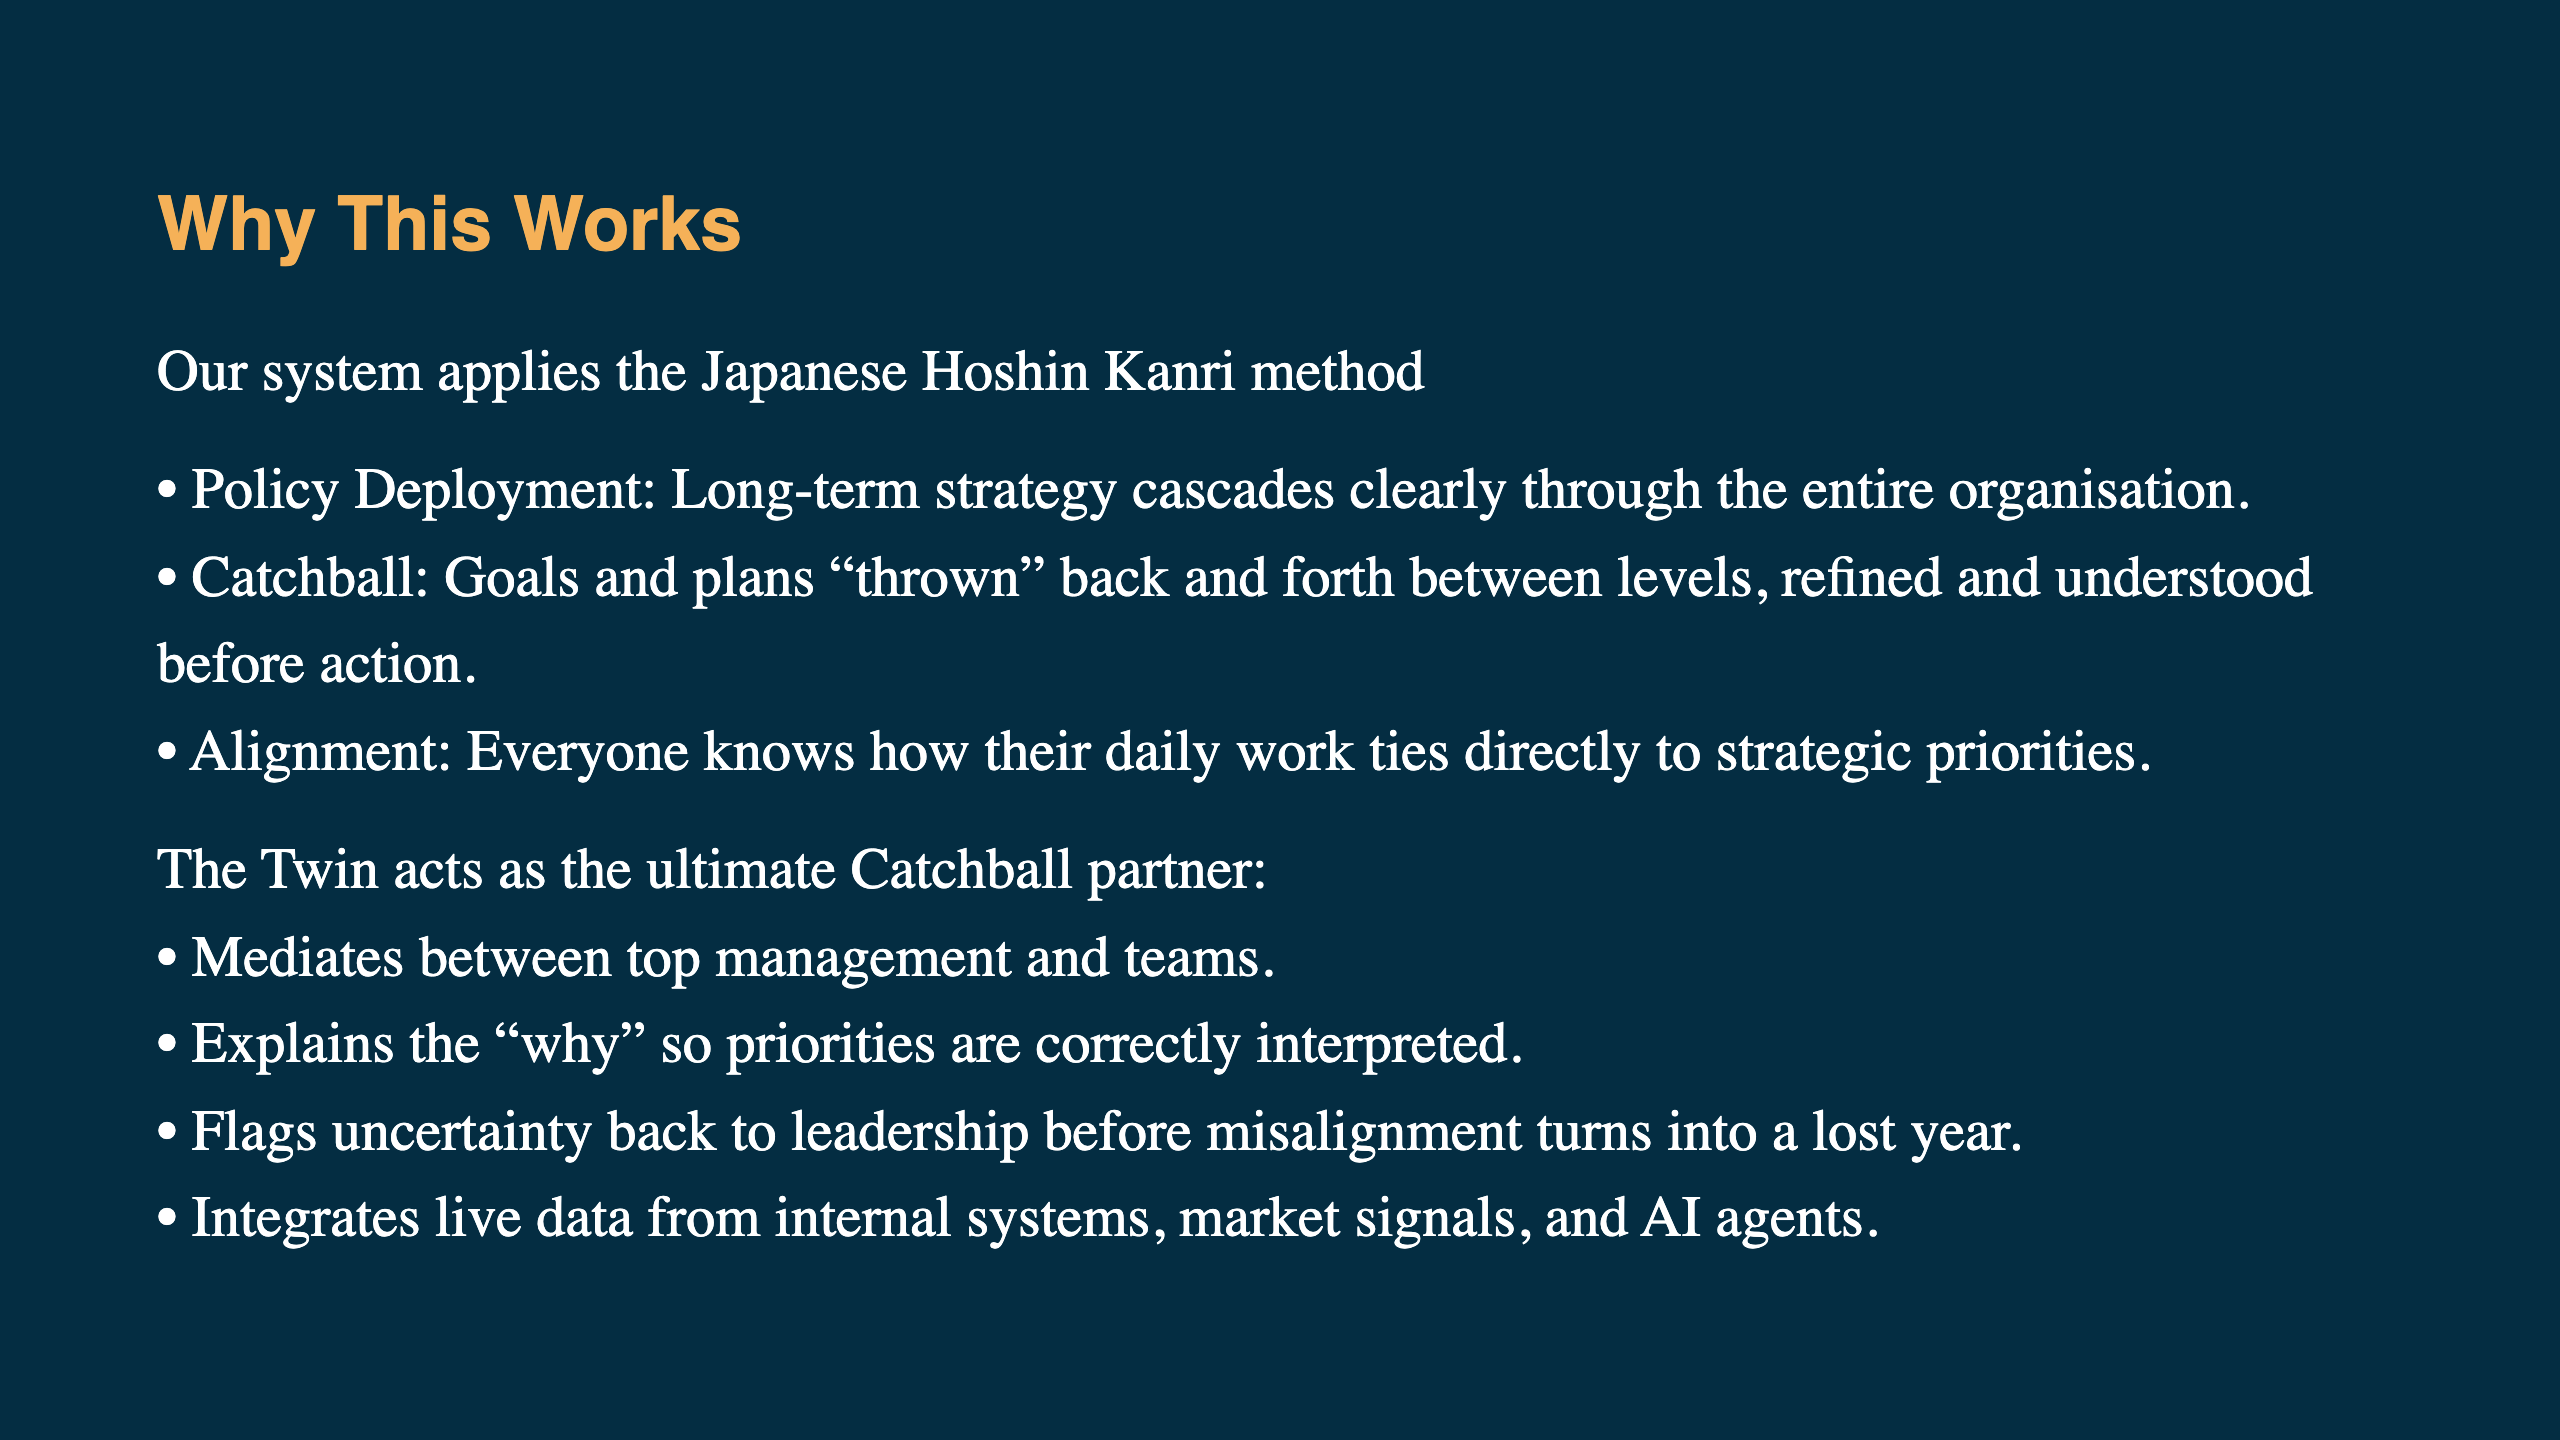 Why This Works
Our system applies the Japanese Hoshin Kanri method
• Policy Deployment: Long-term strategy cascades clearly through the entire organisation.
• Catchball: Goals and plans “thrown” back and forth between levels, refined and understood
before action.
• Alignment: Everyone knows how their daily work ties directly to strategic priorities.
The Twin acts as the ultimate Catchball partner:
• Mediates between top management and teams.
• Explains the “why” so priorities are correctly interpreted.
• Flags uncertainty back to leadership before misalignment turns into a lost year.
• Integrates live data from internal systems, market signals, and AI agents.